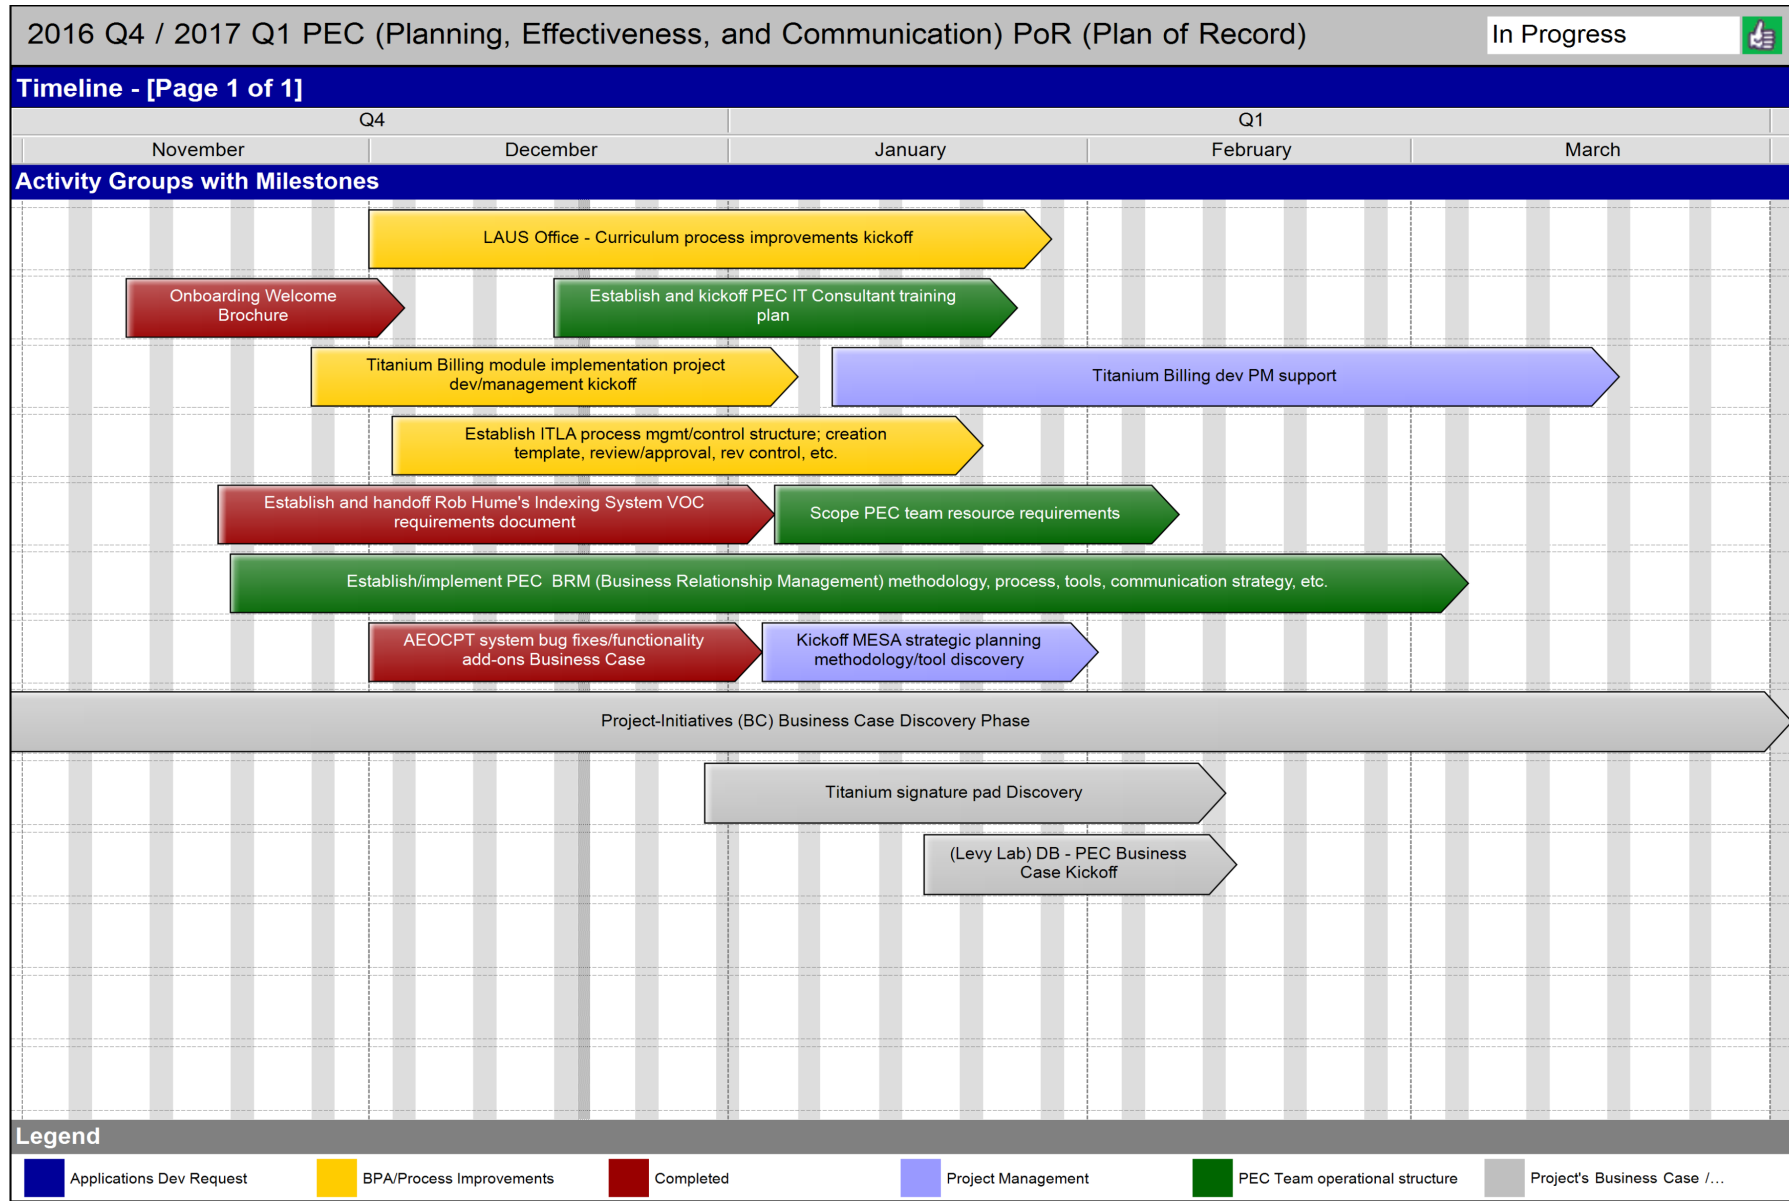 2016 Q4 / 2017 Q1 PEC (Planning, Effectiveness, and Communication) PoR (Plan of Record)
In Progress
Timeline - [Page 1 of 1]
Q4
Q1
November
December
January
February
March
Activity Groups with Milestones
LAUS Office - Curriculum process improvements kickoff
Onboarding Welcome
Brochure
Establish and kickoff PEC IT Consultant training
plan
Titanium Billing module implementation project
dev/management kickoff
Titanium Billing dev PM support
Establish ITLA process mgmt/control structure; creation
template, review/approval, rev control, etc.
Establish and handoff Rob Hume's Indexing System VOC
requirements document
Scope PEC team resource requirements
Establish/implement PEC  BRM (Business Relationship Management) methodology, process, tools, communication strategy, etc.
AEOCPT system bug fixes/functionality
add-ons Business Case
Kickoff MESA strategic planning
methodology/tool discovery
Project-Initiatives (BC) Business Case Discovery Phase
Titanium signature pad Discovery
(Levy Lab) DB - PEC Business
Case Kickoff
Legend
Applications Dev Request
BPA/Process Improvements
Completed
Project Management
PEC Team operational structure
Project's Business Case /...